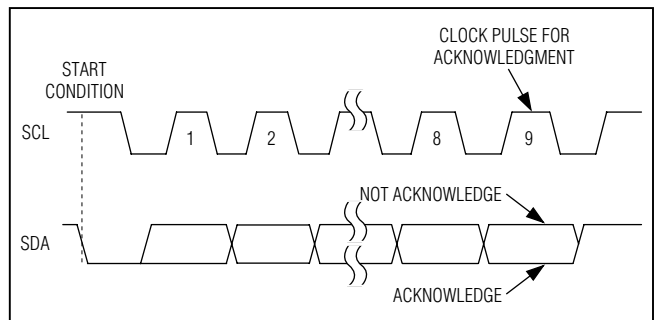 CLOCK PULSE FOR
ACKNOWLEDGMENT
START
CONDITION
SCL
1
2
8
9
NOT ACKNOWLEDGE
SDA
ACKNOWLEDGE